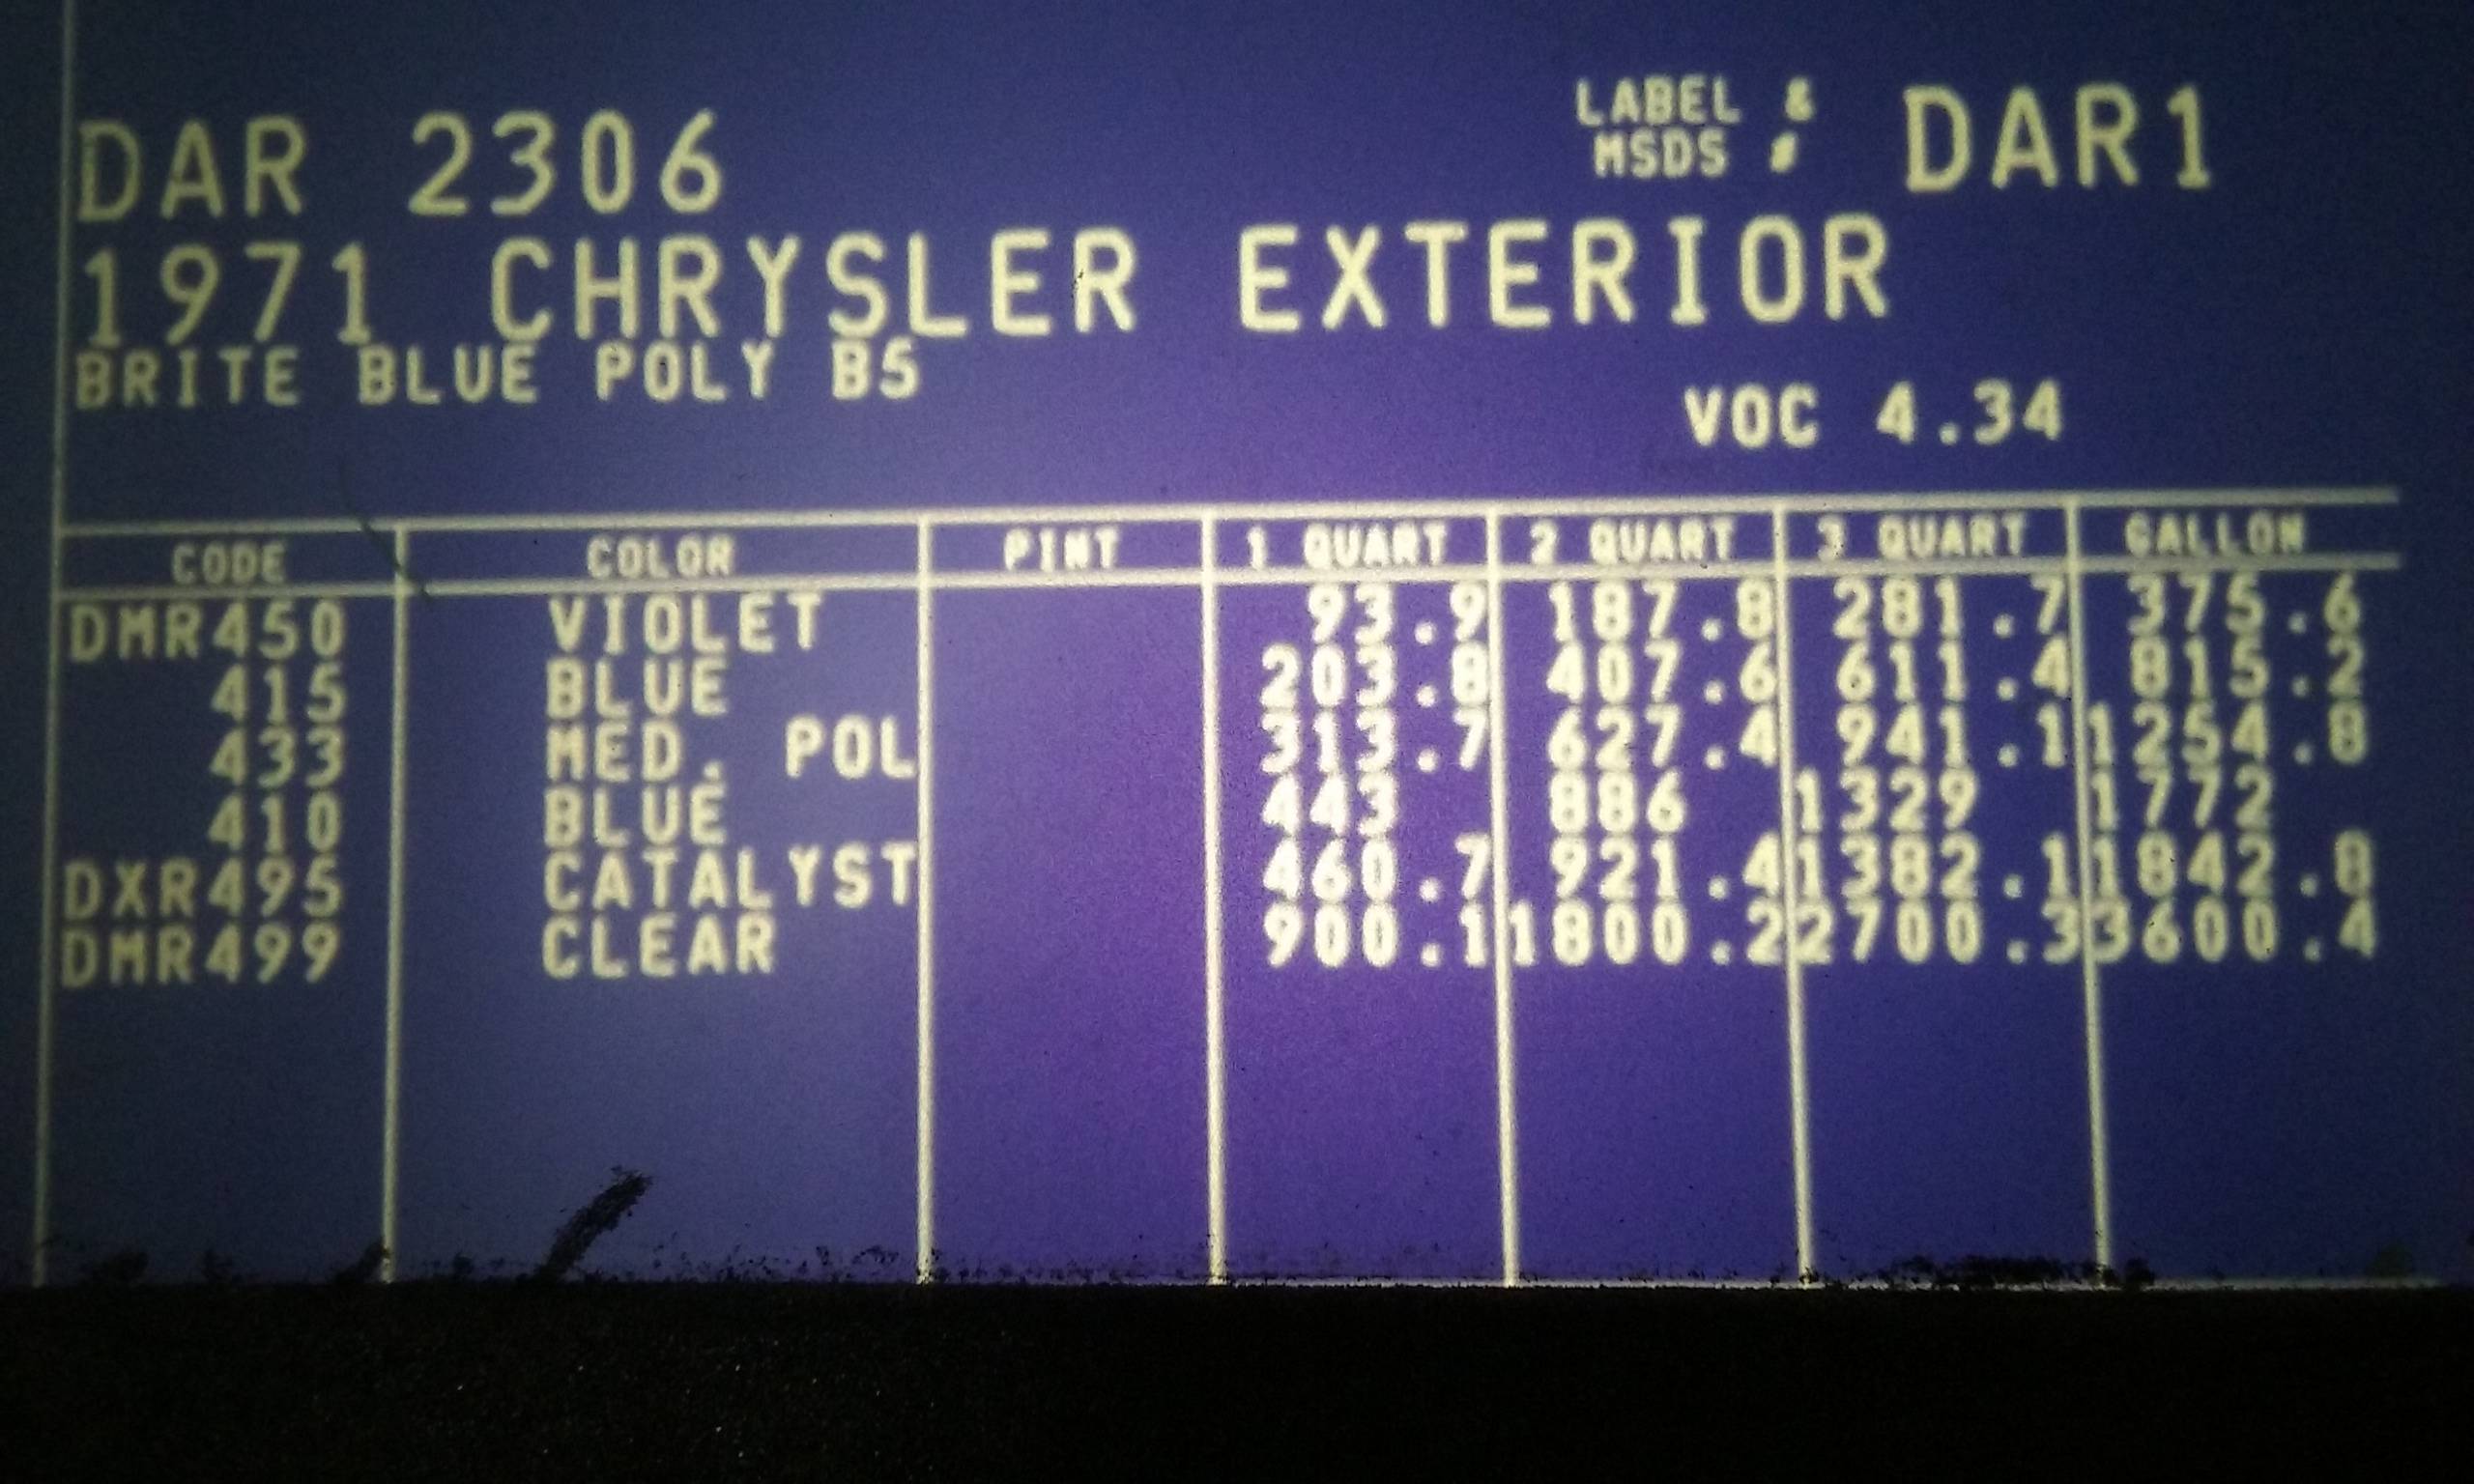 DAR 2306
LABEL & MSDS # DAR1
1971 CHRYSLER EXTERIOR
BRITE BLUE POLY B5
VOC 4.34
CODE COLOR PINT 1 QUART 2 QUART 3 QUART GALLON
DMR450 VIOLET 93.9 187.8 281.7 375.6
415 BLUE 203.8 407.6 611.4 815.2
433 MED. POL 313.7 627.4 941.1 1254.8
410 BLUE 443 886 1329 1772
DXR495 CATALYST 460.7 921.4 1382.1 1842.8
DMR499 CLEAR 900.1 1800.2 2700.3 3600.4